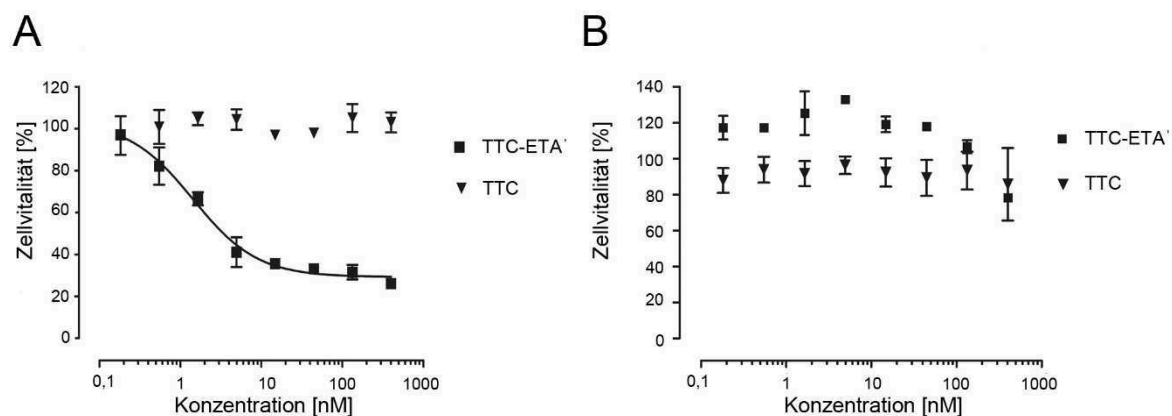 A
Zellvitalität [%]
120
100
80
60
40
20
0
0,1 1 10 100 1000
Konzentration [nM]
TTC-ETA'
TTC
B
Zellvitalität [%]
140
120
100
80
60
40
20
0
0,1 1 10 100 1000
Konzentration [nM]
TTC-ETA'
TTC